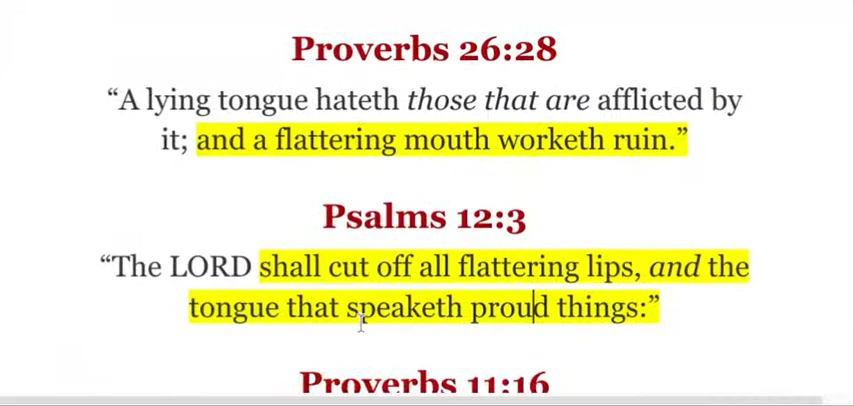 Proverbs 26:28
“A lying tongue hateth those that are afflicted by
it; and a flattering mouth worketh ruin.”
Psalms 12:3
“The LORD shall cut off all flattering lips, and the
tongue that speaketh proud things:”
Proverbs 11:16